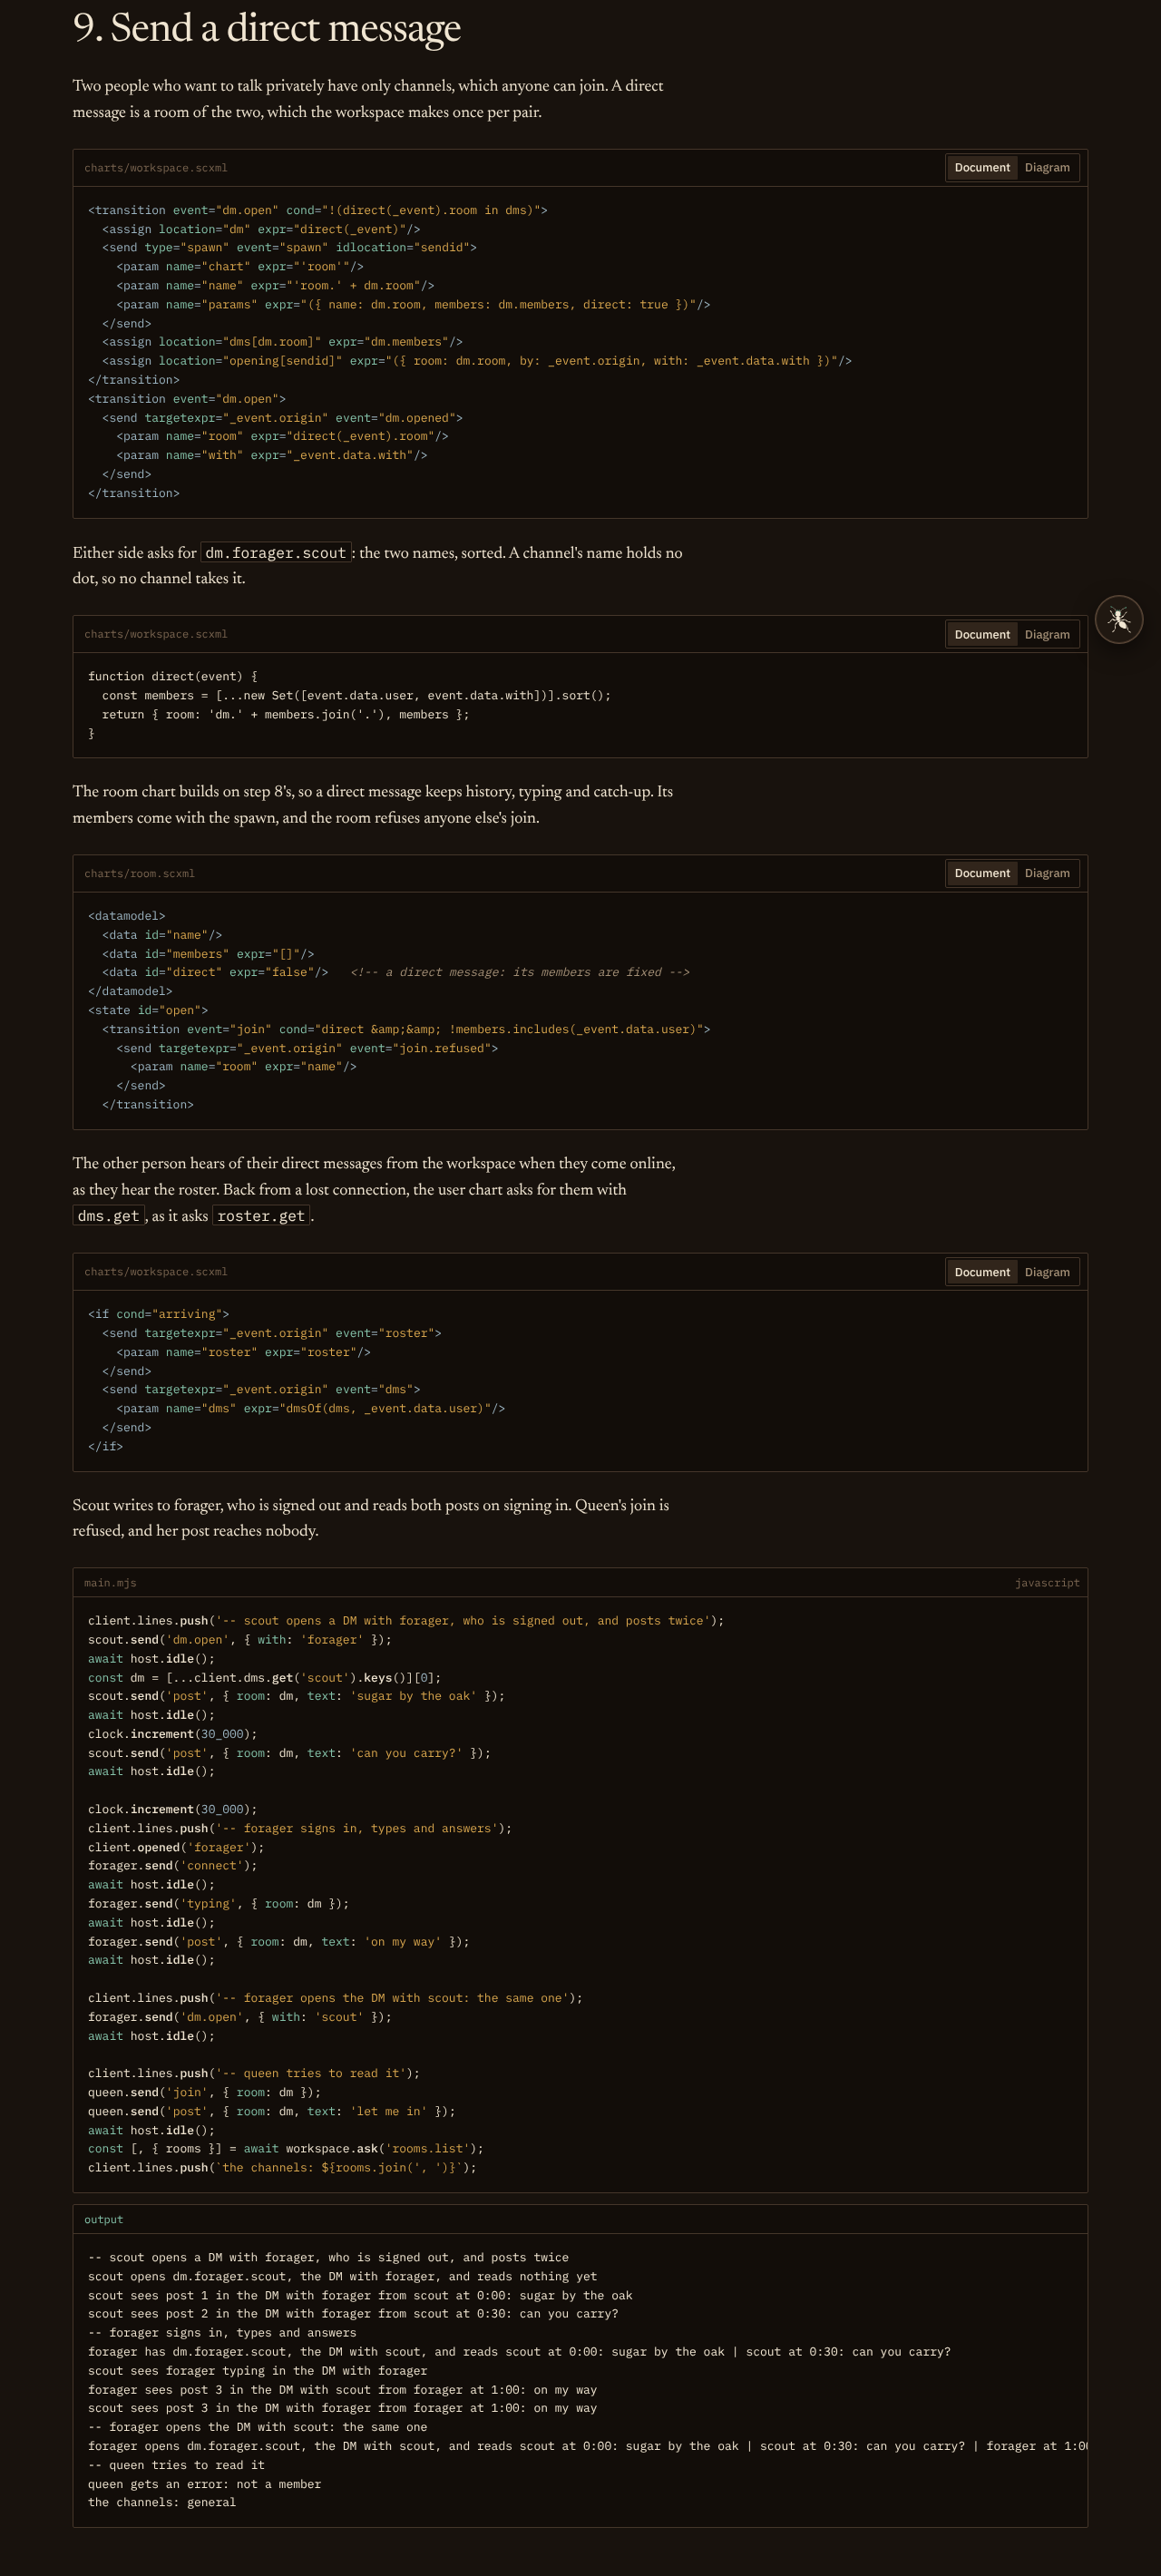 9. Send a direct message
Two people who want to talk privately have only channels, which anyone can join. A direct
message is a room of the two, which the workspace makes once per pair.
charts/workspace.scxml
Document Diagram
<transition event="dm.open" cond="!(direct(_event).room in dms)">
  <assign location="dm" expr="direct(_event)"/>
  <send type="spawn" event="spawn" idlocation="sendid">
    <param name="chart" expr="'room'"/>
    <param name="name" expr="'room.' + dm.room"/>
    <param name="params" expr="({ name: dm.room, members: dm.members, direct: true })"/>
  </send>
  <assign location="dms[dm.room]" expr="dm.members"/>
  <assign location="opening[sendid]" expr="({ room: dm.room, by: _event.origin, with: _event.data.with })"/>
</transition>
<transition event="dm.open">
  <send targetexpr="_event.origin" event="dm.opened">
    <param name="room" expr="direct(_event).room"/>
    <param name="with" expr="_event.data.with"/>
  </send>
</transition>
Either side asks for dm.forager.scout: the two names, sorted. A channel's name holds no
dot, so no channel takes it.
charts/workspace.scxml
Document Diagram
function direct(event) {
  const members = [...new Set([event.data.user, event.data.with])].sort();
  return { room: 'dm.' + members.join('.'), members };
}
The room chart builds on step 8's, so a direct message keeps history, typing and catch-up. Its
members come with the spawn, and the room refuses anyone else's join.
charts/room.scxml
Document Diagram
<datamodel>
  <data id="name"/>
  <data id="members" expr="[]"/>
  <data id="direct" expr="false"/>   <!-- a direct message: its members are fixed -->
</datamodel>
<state id="open">
  <transition event="join" cond="direct &amp;&amp; !members.includes(_event.data.user)">
    <send targetexpr="_event.origin" event="join.refused">
      <param name="room" expr="name"/>
    </send>
  </transition>
The other person hears of their direct messages from the workspace when they come online,
as they hear the roster. Back from a lost connection, the user chart asks for them with
dms.get, as it asks roster.get.
charts/workspace.scxml
Document Diagram
<if cond="arriving">
  <send targetexpr="_event.origin" event="roster">
    <param name="roster" expr="roster"/>
  </send>
  <send targetexpr="_event.origin" event="dms">
    <param name="dms" expr="dmsOf(dms, _event.data.user)"/>
  </send>
</if>
Scout writes to forager, who is signed out and reads both posts on signing in. Queen's join is
refused, and her post reaches nobody.
main.mjs
javascript
client.lines.push('-- scout opens a DM with forager, who is signed out, and posts twice');
scout.send('dm.open', { with: 'forager' });
await host.idle();
const dm = [...client.dms.get('scout').keys()][0];
scout.send('post', { room: dm, text: 'sugar by the oak' });
await host.idle();
clock.increment(30_000);
scout.send('post', { room: dm, text: 'can you carry?' });
await host.idle();
clock.increment(30_000);
client.lines.push('-- forager signs in, types and answers');
client.opened('forager');
forager.send('connect');
await host.idle();
forager.send('typing', { room: dm });
await host.idle();
forager.send('post', { room: dm, text: 'on my way' });
await host.idle();
client.lines.push('-- forager opens the DM with scout: the same one');
forager.send('dm.open', { with: 'scout' });
await host.idle();
client.lines.push('-- queen tries to read it');
queen.send('join', { room: dm });
queen.send('post', { room: dm, text: 'let me in' });
await host.idle();
const [, { rooms }] = await workspace.ask('rooms.list');
client.lines.push(`the channels: ${rooms.join(', ')}`);
output
-- scout opens a DM with forager, who is signed out, and posts twice
scout opens dm.forager.scout, the DM with forager, and reads nothing yet
scout sees post 1 in the DM with forager from scout at 0:00: sugar by the oak
scout sees post 2 in the DM with forager from scout at 0:30: can you carry?
-- forager signs in, types and answers
forager has dm.forager.scout, the DM with scout, and reads scout at 0:00: sugar by the oak | scout at 0:30: can you carry?
scout sees forager typing in the DM with forager
forager sees post 3 in the DM with scout from forager at 1:00: on my way
scout sees post 3 in the DM with forager from forager at 1:00: on my way
-- forager opens the DM with scout: the same one
forager opens dm.forager.scout, the DM with scout, and reads scout at 0:00: sugar by the oak | scout at 0:30: can you carry? | forager at
-- queen tries to read it
queen gets an error: not a member
the channels: general